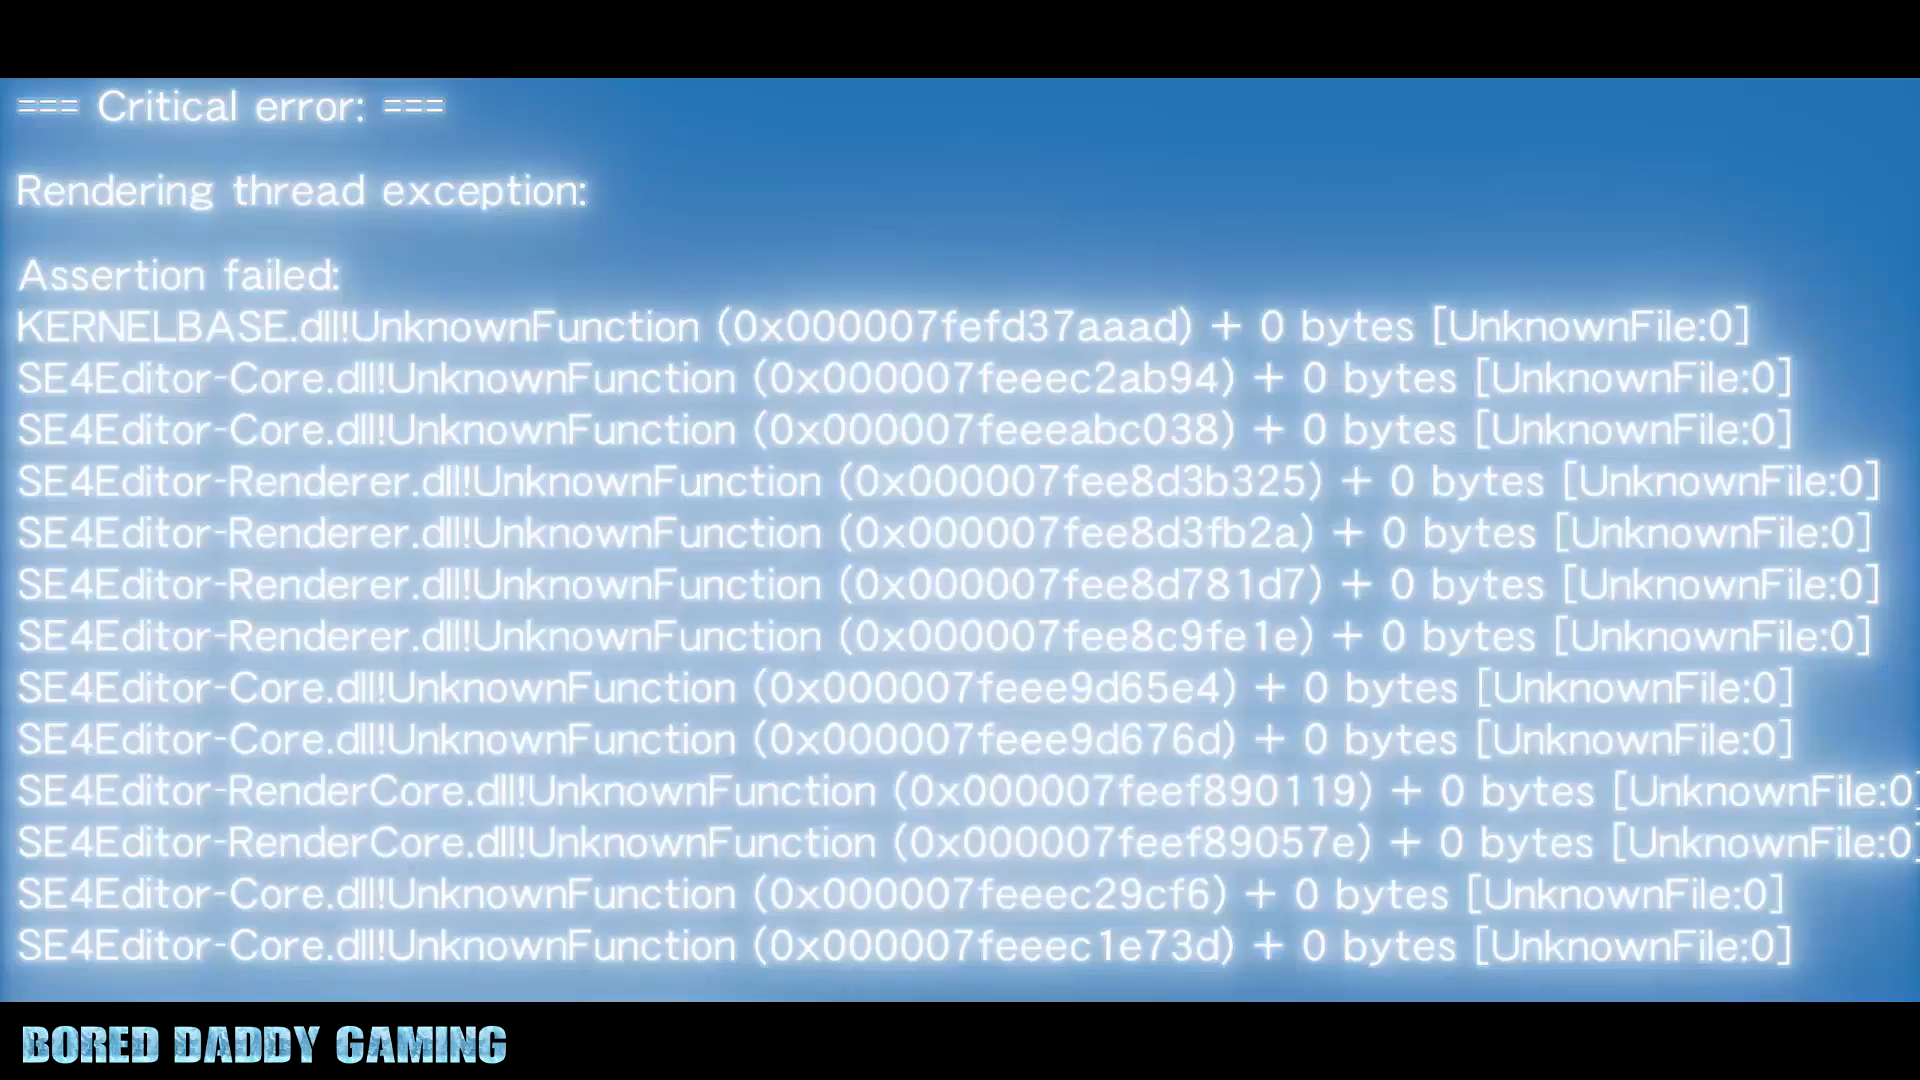 === Critical error: ===
Rendering thread exception:
Assertion failed:
KERNELBASE.dll!UnknownFunction (0x000007fefd37aaad) + 0 bytes [UnknownFile:0]
SE4Editor-Core.dll!UnknownFunction (0x000007feeec2ab94) + 0 bytes [UnknownFile:0]
SE4Editor-Core.dll!UnknownFunction (0x000007feeeabc038) + 0 bytes [UnknownFile:0]
SE4Editor-Renderer.dll!UnknownFunction (0x000007fee8d3b325) + 0 bytes [UnknownFile:0]
SE4Editor-Renderer.dll!UnknownFunction (0x000007fee8d3fb2a) + 0 bytes [UnknownFile:0]
SE4Editor-Renderer.dll!UnknownFunction (0x000007fee8d781d7) + 0 bytes [UnknownFile:0]
SE4Editor-Renderer.dll!UnknownFunction (0x000007fee8c9fe1e) + 0 bytes [UnknownFile:0]
SE4Editor-Core.dll!UnknownFunction (0x000007feee9d65e4) + 0 bytes [UnknownFile:0]
SE4Editor-Core.dll!UnknownFunction (0x000007feee9d676d) + 0 bytes [UnknownFile:0]
SE4Editor-RenderCore.dll!UnknownFunction (0x000007feef890119) + 0 bytes [UnknownFile:0]
SE4Editor-RenderCore.dll!UnknownFunction (0x000007feef89057e) + 0 bytes [UnknownFile:0]
SE4Editor-Core.dll!UnknownFunction (0x000007feeec29cf6) + 0 bytes [UnknownFile:0]
SE4Editor-Core.dll!UnknownFunction (0x000007feeec1e73d) + 0 bytes [UnknownFile:0]
BORED DADDY GAMING